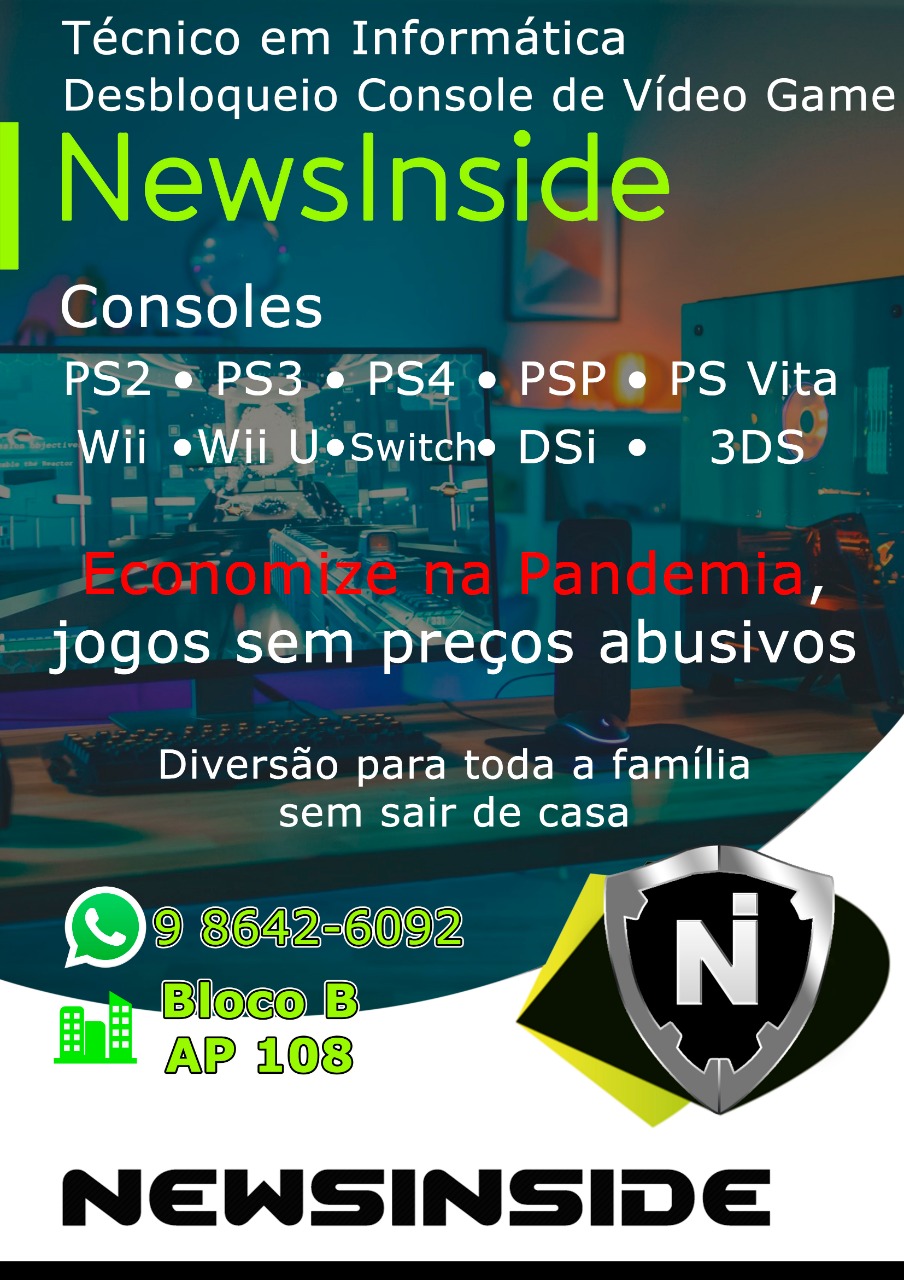 Técnico em Informática
Desbloqueio Console de Vídeo Game
NewsInside
Consoles
PS2 • PS3 • PS4 • PSP • PS Vita
Wii • Wii U • Switch • DSi • 3DS
Economize na Pandemia,
jogos sem preços abusivos
Diversão para toda a família
sem sair de casa
9 8642-6092
Bloco B
AP 108
Ni
NEWSINSIDE